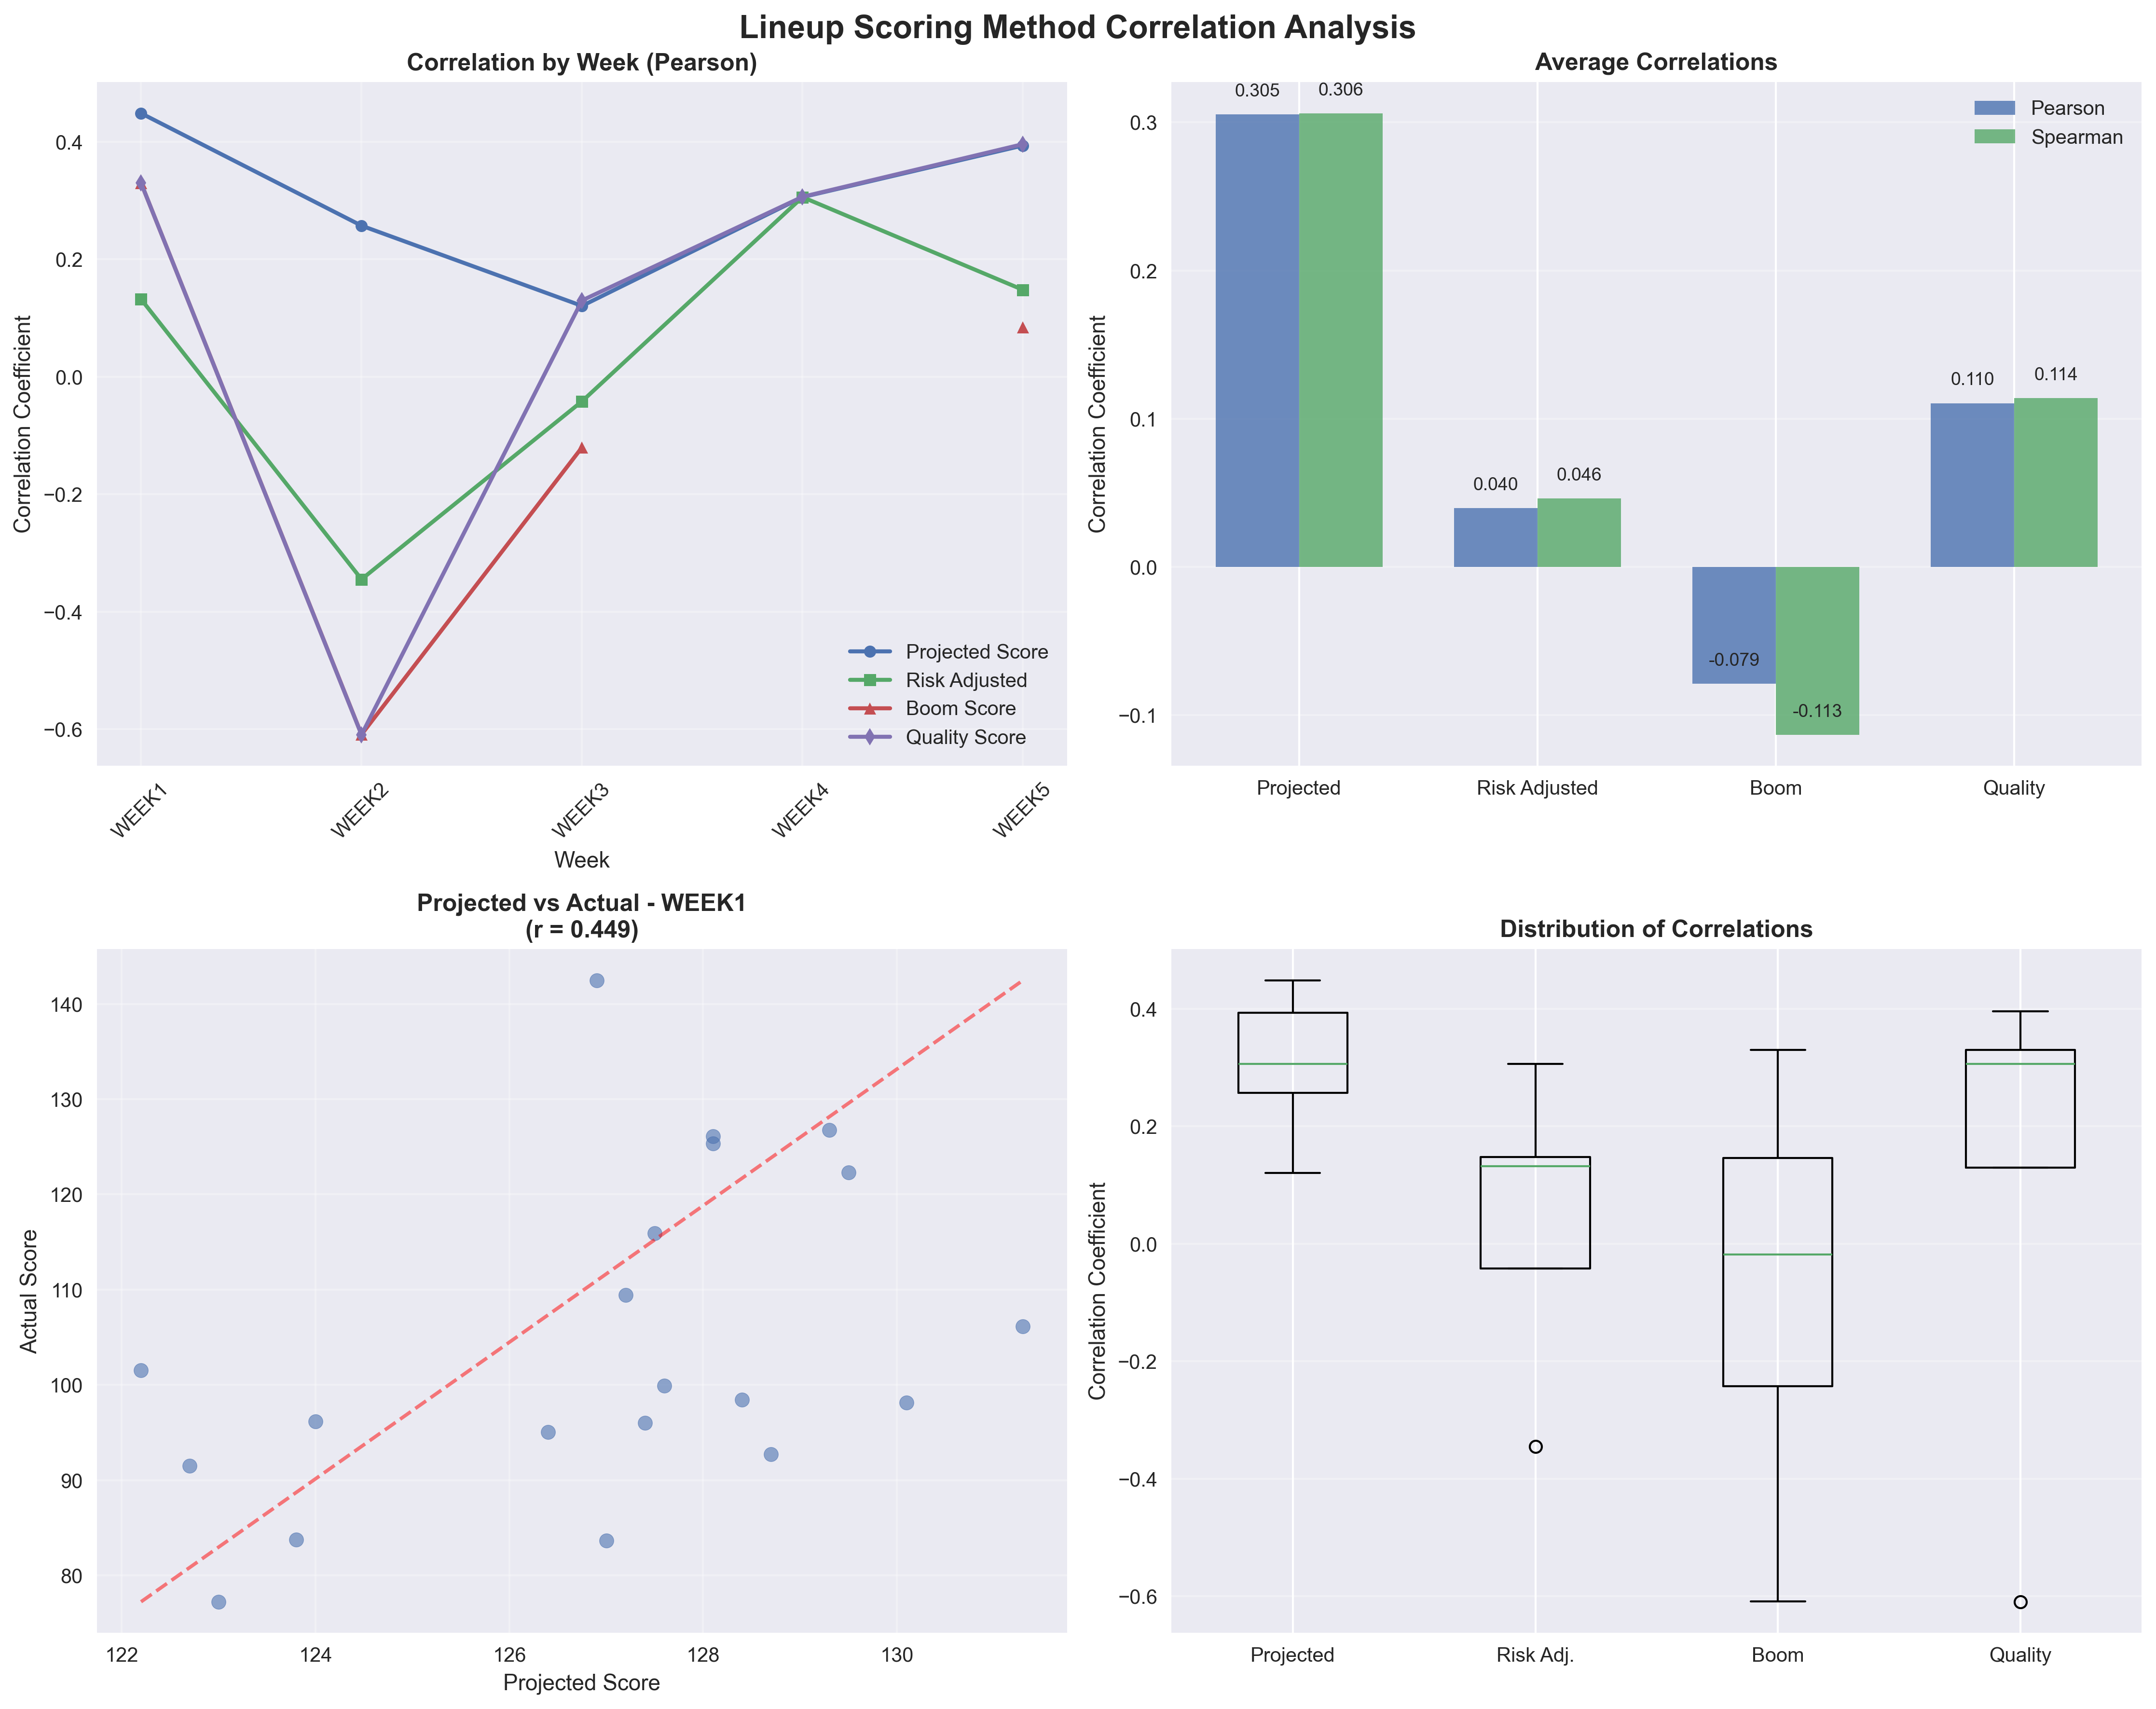 Lineup Scoring Method Correlation Analysis
Correlation by Week (Pearson)
Correlation Coefficient
0.4
0.2
0.0
−0.2
−0.4
−0.6
Projected Score
Risk Adjusted
Boom Score
Quality Score
WEEK1
WEEK2
WEEK3
WEEK4
WEEK5
Week
Average Correlations
Correlation Coefficient
0.3
0.2
0.1
0.0
−0.1
0.305
0.306
0.040
0.046
-0.079
-0.113
0.110
0.114
Pearson
Spearman
Projected
Risk Adjusted
Boom
Quality
Projected vs Actual - WEEK1
(r = 0.449)
Actual Score
140
130
120
110
100
90
80
122
124
126
128
130
Projected Score
Distribution of Correlations
Correlation Coefficient
0.4
0.2
0.0
−0.2
−0.4
−0.6
Projected
Risk Adj.
Boom
Quality